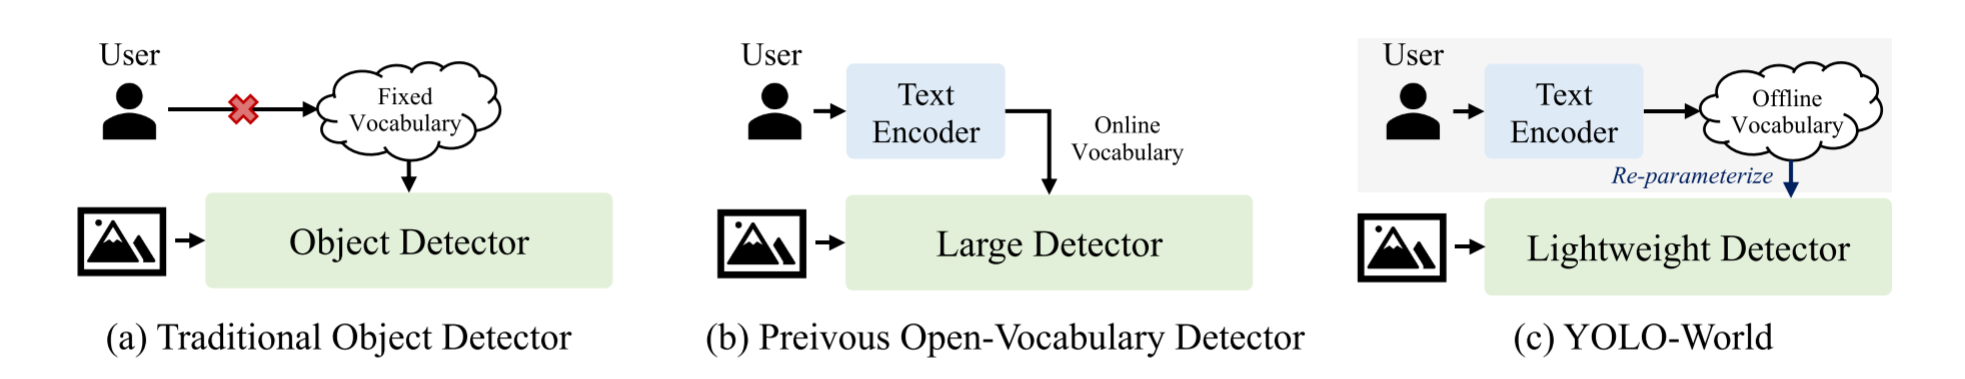 User
Fixed
Vocabulary
Object Detector
(a) Traditional Object Detector
User
Text
Encoder
Online
Vocabulary
Large Detector
(b) Preivous Open-Vocabulary Detector
User
Text
Encoder
Offline
Vocabulary
Re-parameterize
Lightweight Detector
(c) YOLO-World